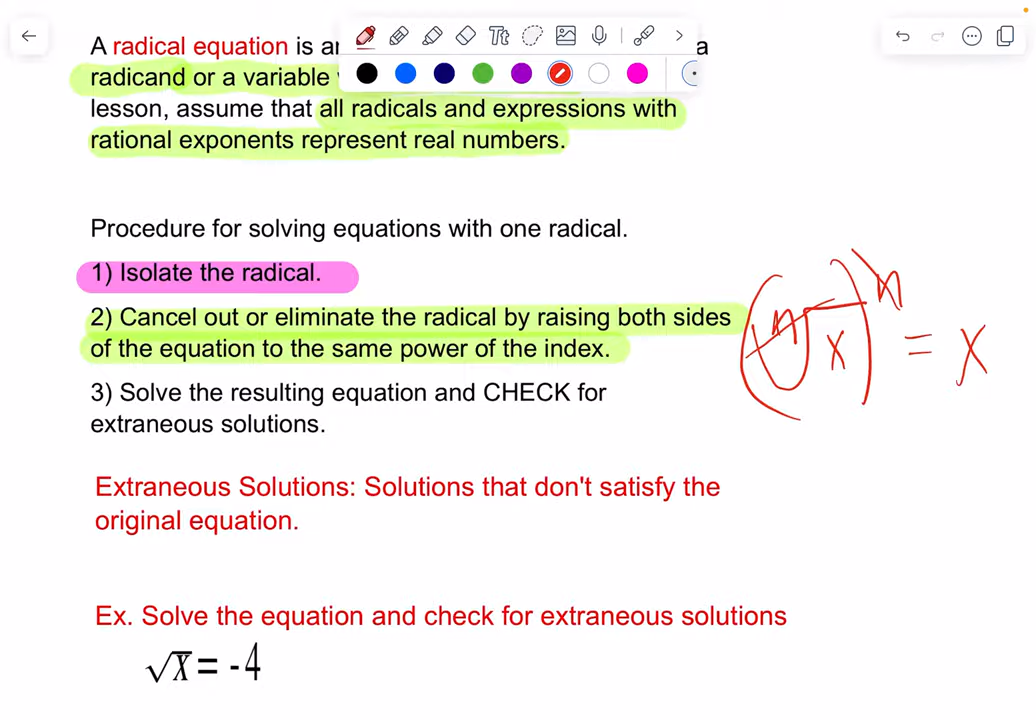 A radical equation is a
a
radicand or a variable
lesson, assume that all radicals and expressions with
rational exponents represent real numbers.
Tt
Procedure for solving equations with one radical.
1) Isolate the radical.
2) Cancel out or eliminate the radical by raising both sides
of the equation to the same power of the index.
3) Solve the resulting equation and CHECK for
extraneous solutions.
(ⁿ√x)ⁿ = x
Extraneous Solutions: Solutions that don't satisfy the
original equation.
Ex. Solve the equation and check for extraneous solutions
√x = -4